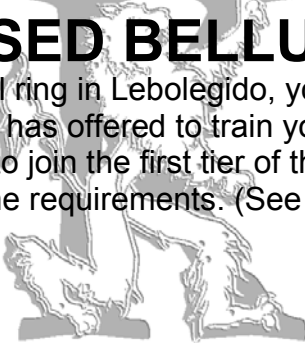 SED BELLU
l ring in Lebolegido, yo
has offered to train yo
to join the first tier of th
e requirements. (See